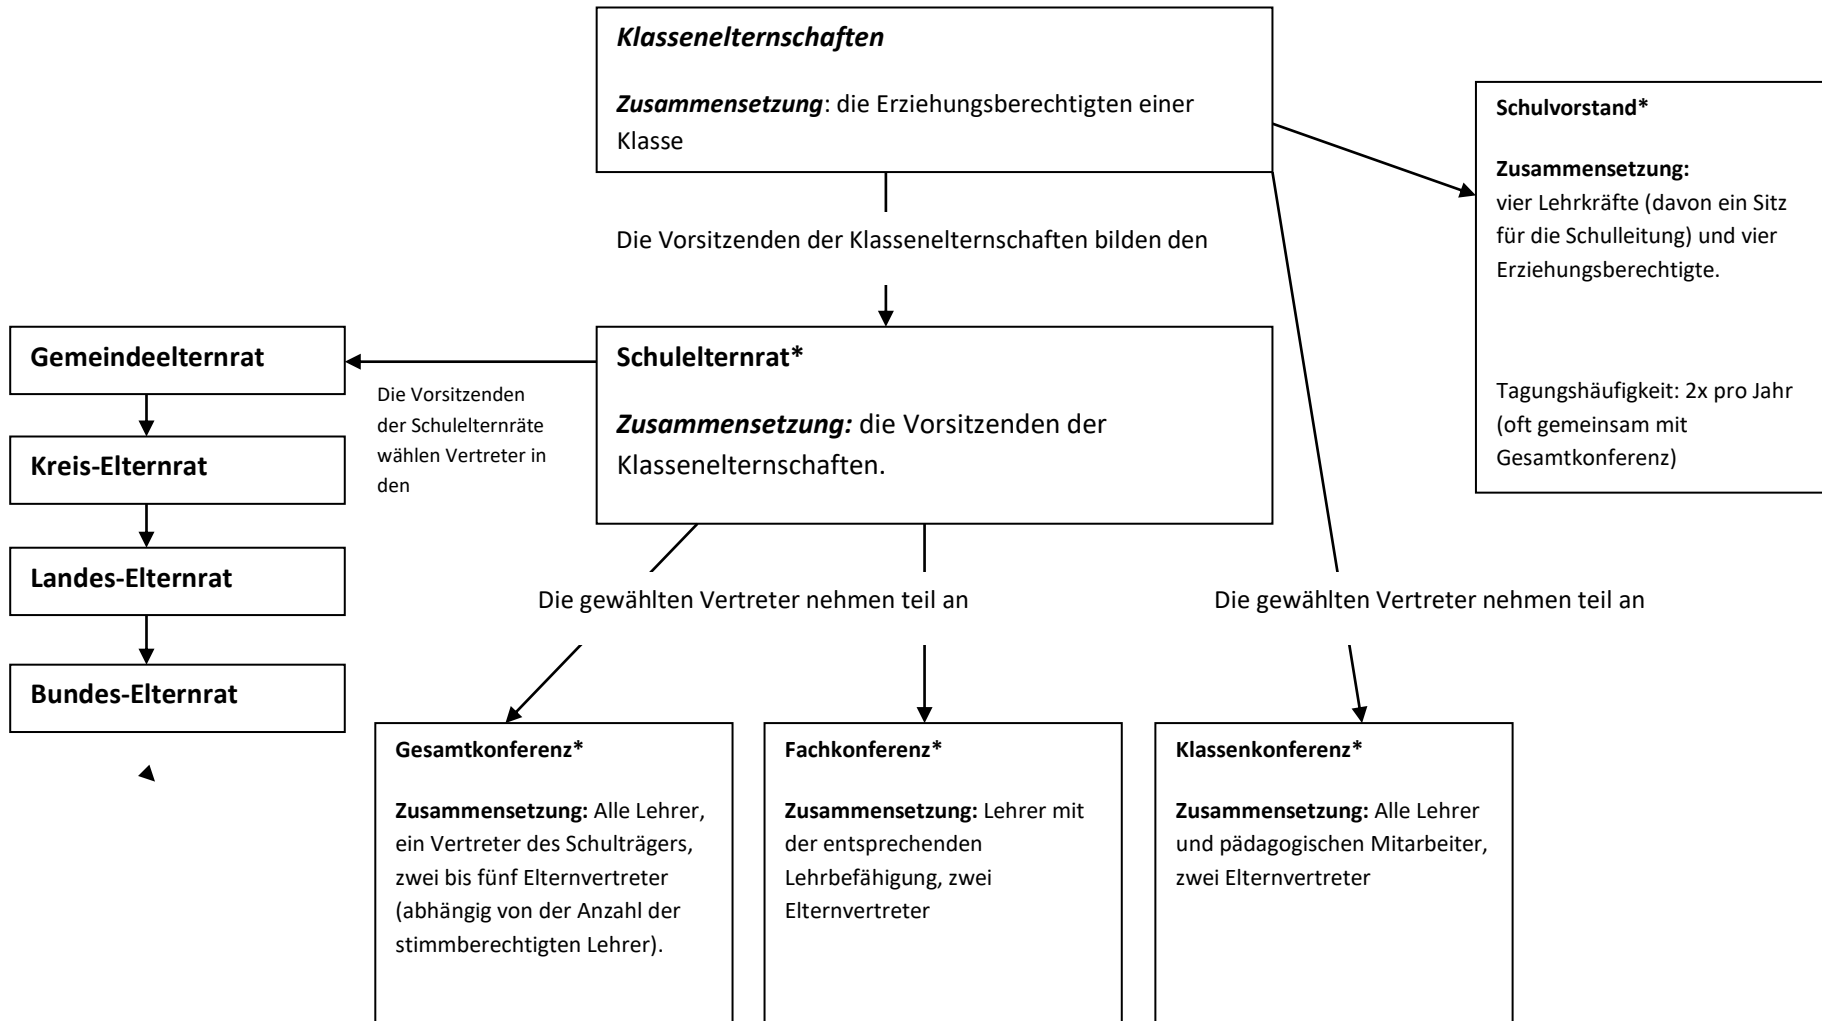 Klassenelternschaften
Zusammensetzung: die Erziehungsberechtigten einer
Klasse
Schulvorstand*
Zusammensetzung:
vier Lehrkräfte (davon ein Sitz
für die Schulleitung) und vier
Erziehungsberechtigte.
Tagungshäufigkeit: 2x pro Jahr
(oft gemeinsam mit
Gesamtkonferenz)
Die Vorsitzenden der Klassenelternschaften bilden den
Schulelternrat*
Zusammensetzung: die Vorsitzenden der
Klassenelternschaften.
Die Vorsitzenden
der Schulelternräte
wählen Vertreter in
den
Gemeindeelternrat
Kreis-Elternrat
Landes-Elternrat
Bundes-Elternrat
Die gewählten Vertreter nehmen teil an
Die gewählten Vertreter nehmen teil an
Gesamtkonferenz*
Zusammensetzung: Alle Lehrer,
ein Vertreter des Schulträgers,
zwei bis fünf Elternvertreter
(abhängig von der Anzahl der
stimmberechtigten Lehrer).
Fachkonferenz*
Zusammensetzung: Lehrer mit
der entsprechenden
Lehrbefähigung, zwei
Elternvertreter
Klassenkonferenz*
Zusammensetzung: Alle Lehrer
und pädagogischen Mitarbeiter,
zwei Elternvertreter